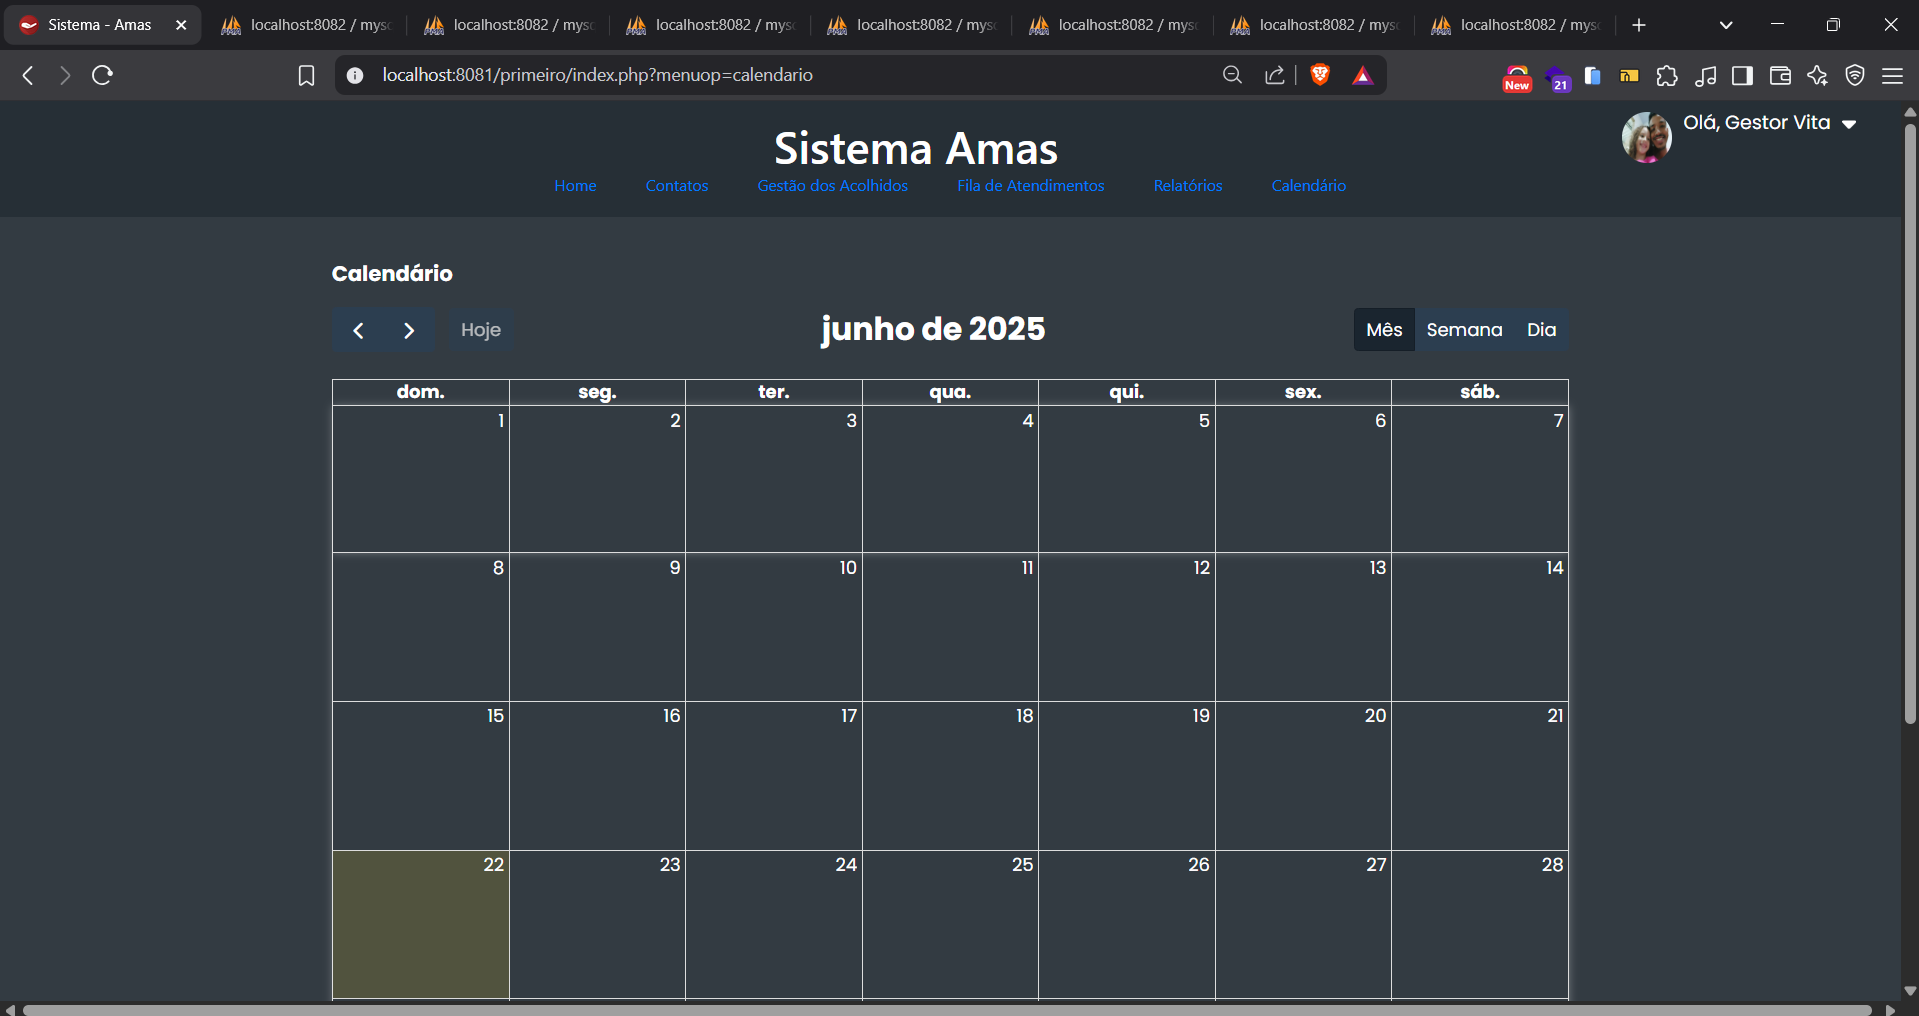 Sistema - Amas
localhost:8082 / mys
localhost:8082 / mys
localhost:8082 / mys
localhost:8082 / mys
localhost:8082 / mys
localhost:8082 / mys
localhost:8082 / mys
localhost:8081/primeiro/index.php?menuop=calendario
New
21
Olá, Gestor Vita
Sistema Amas
Home Contatos Gestão dos Acolhidos Fila de Atendimentos Relatórios Calendário
Calendário
Hoje
junho de 2025
Mês Semana Dia
dom. seg. ter. qua. qui. sex. sáb.
1 2 3 4 5 6 7
8 9 10 11 12 13 14
15 16 17 18 19 20 21
22 23 24 25 26 27 28